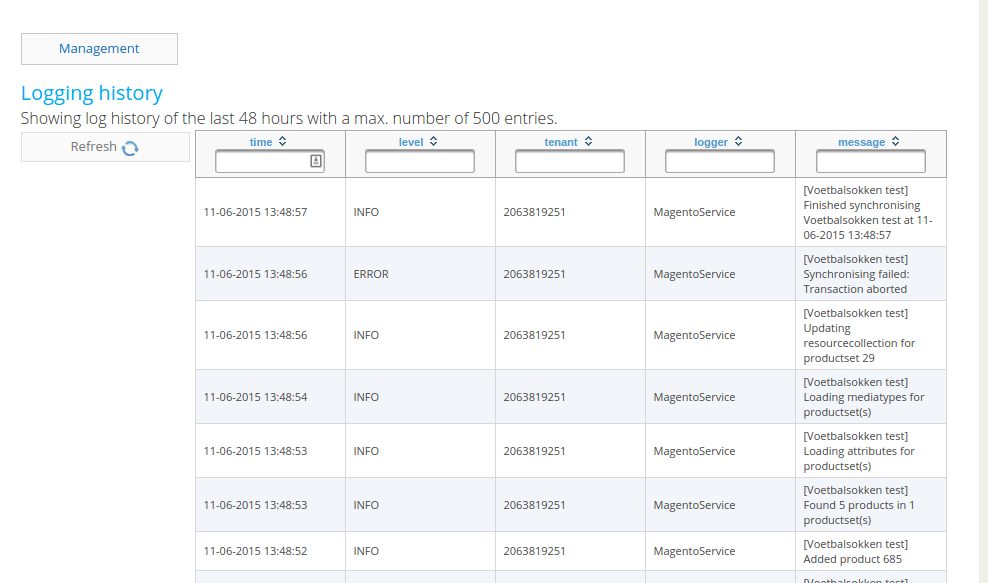 Management
Logging history
Showing log history of the last 48 hours with a max. number of 500 entries.
Refresh
time level tenant logger message
11-06-2015 13:48:57 INFO 2063819251 MagentoService [Voetbalsokken test]
Finished synchronising
Voetbalsokken test at 11-
06-2015 13:48:57
11-06-2015 13:48:56 ERROR 2063819251 MagentoService [Voetbalsokken test]
Synchronising failed:
Transaction aborted
11-06-2015 13:48:56 INFO 2063819251 MagentoService [Voetbalsokken test]
Updating
resourcecollection for
productset 29
11-06-2015 13:48:54 INFO 2063819251 MagentoService [Voetbalsokken test]
Loading mediatypes for
productset(s)
11-06-2015 13:48:53 INFO 2063819251 MagentoService [Voetbalsokken test]
Loading attributes for
productset(s)
11-06-2015 13:48:53 INFO 2063819251 MagentoService [Voetbalsokken test]
Found 5 products in 1
productset(s)
11-06-2015 13:48:52 INFO 2063819251 MagentoService [Voetbalsokken test]
Added product 685
[Voetbalsokken test]